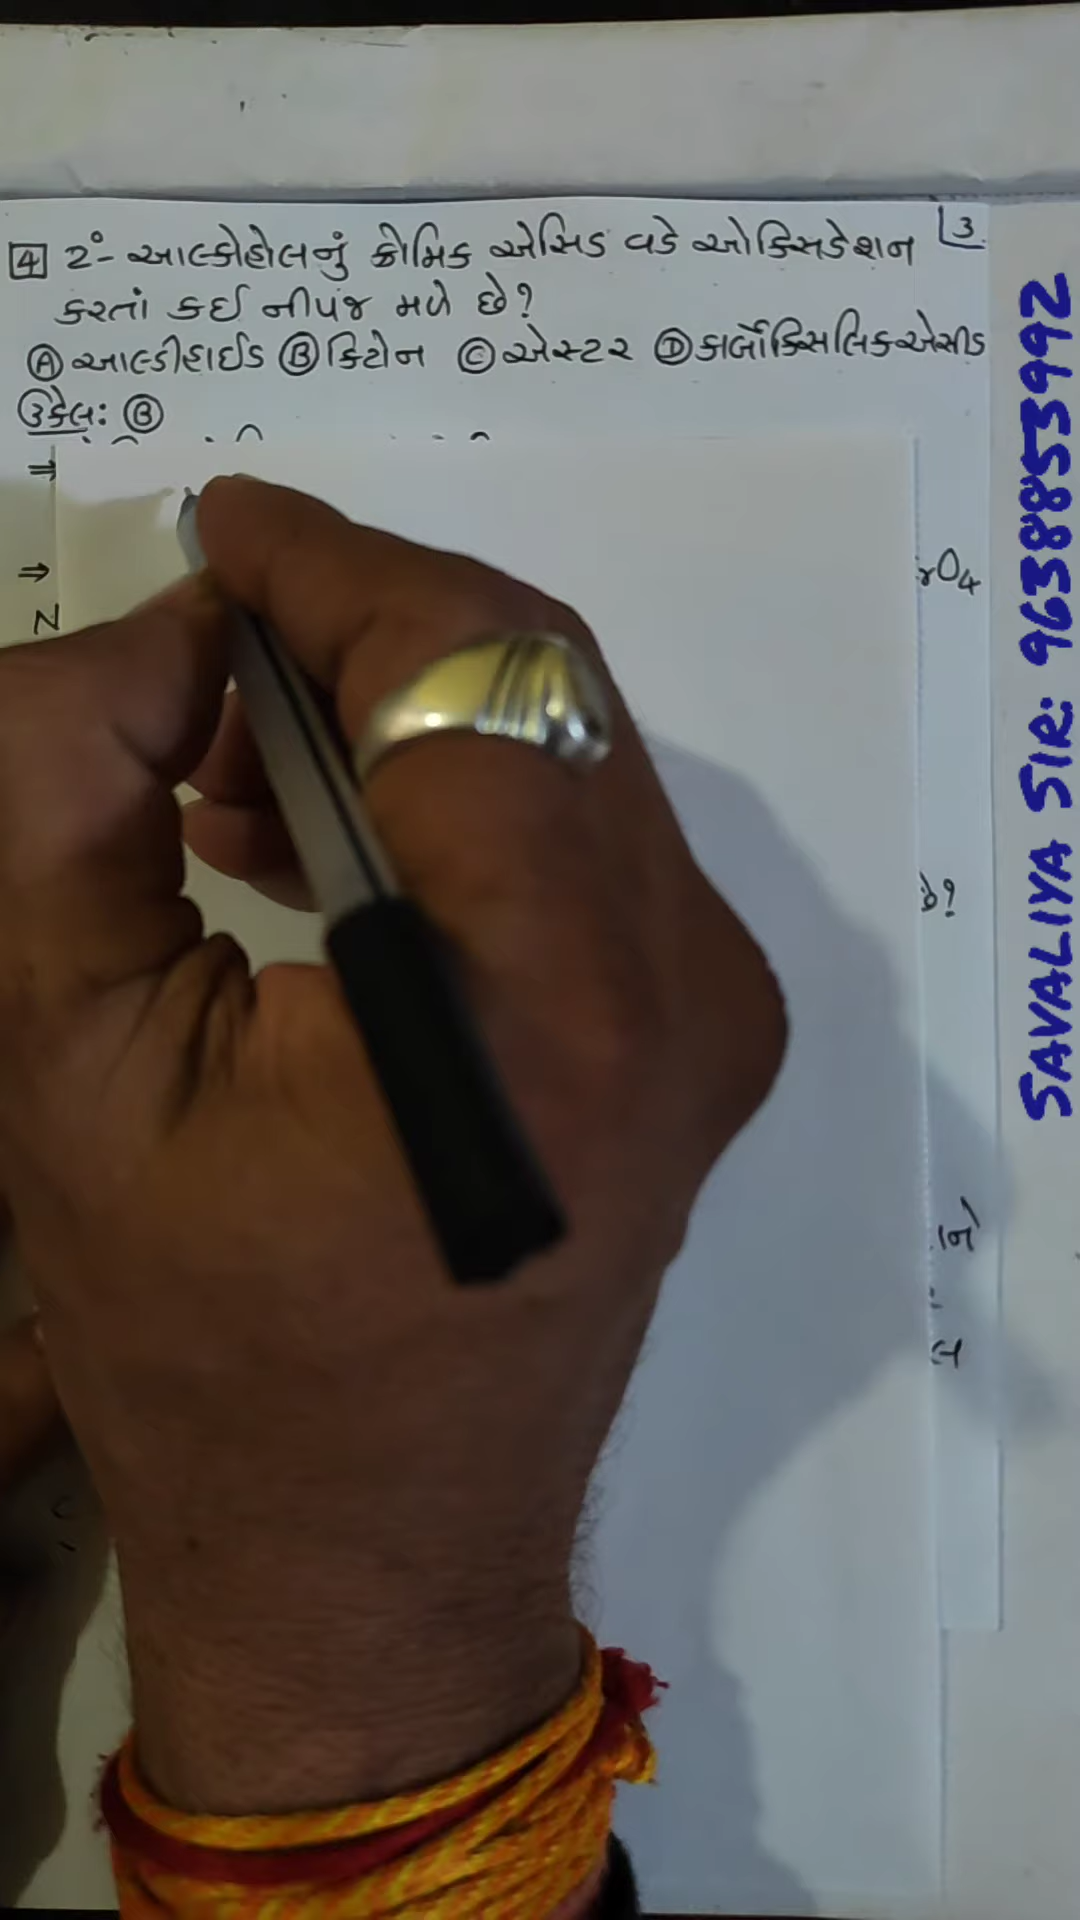 3.
4 2°- આલ્કોહોલનું ક્રોમિક એસિડ વડે ઓક્સિડેશન
કરતાં કઈ નીપજ મળે છે?
Ⓐ આલ્ડીહાઈડ Ⓑ કિટોન Ⓒ એસ્ટર Ⓓ કાર્બોક્સિલિક એસીડ
ઉકેલ: Ⓑ
⇒
⇒ rO4
N
છે?
ને
લ
SAVALIYA SIR: 9638853992